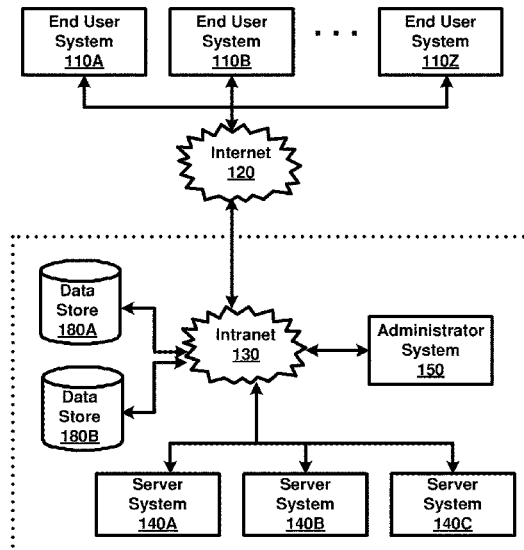 End User
System
110A
End User
System
110B
End User
System
110Z
Internet
120
Data
Store
180A
Intranet
130
Administrator
System
150
Data
Store
180B
Server
System
140A
Server
System
140B
Server
System
140C